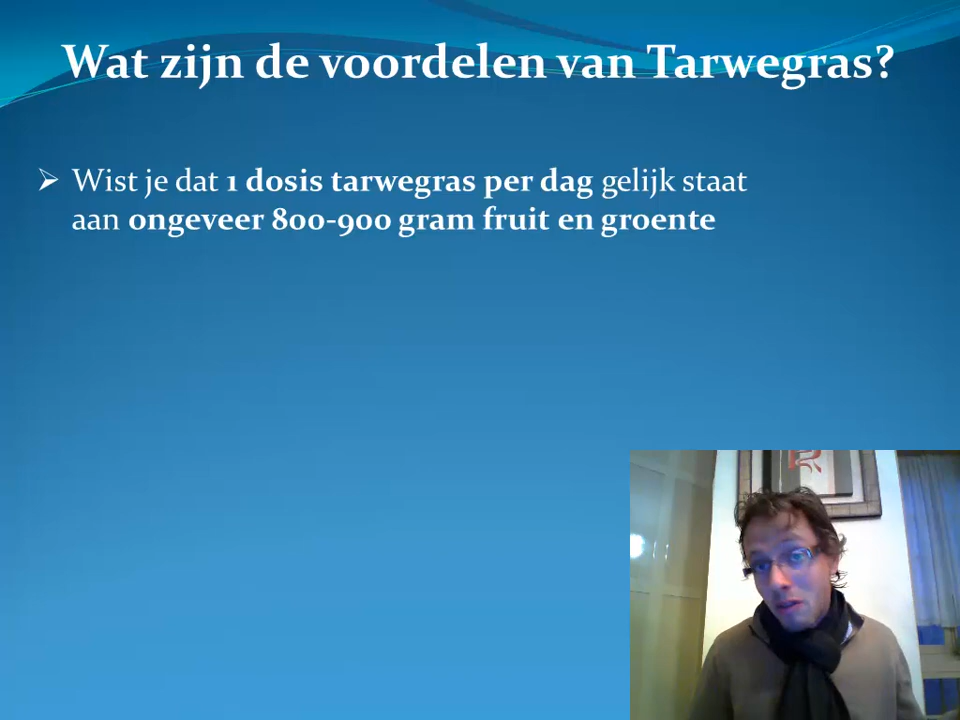 Wat zijn de voordelen van Tarwegras?
➢ Wist je dat 1 dosis tarwegras per dag gelijk staat
aan ongeveer 800-900 gram fruit en groente